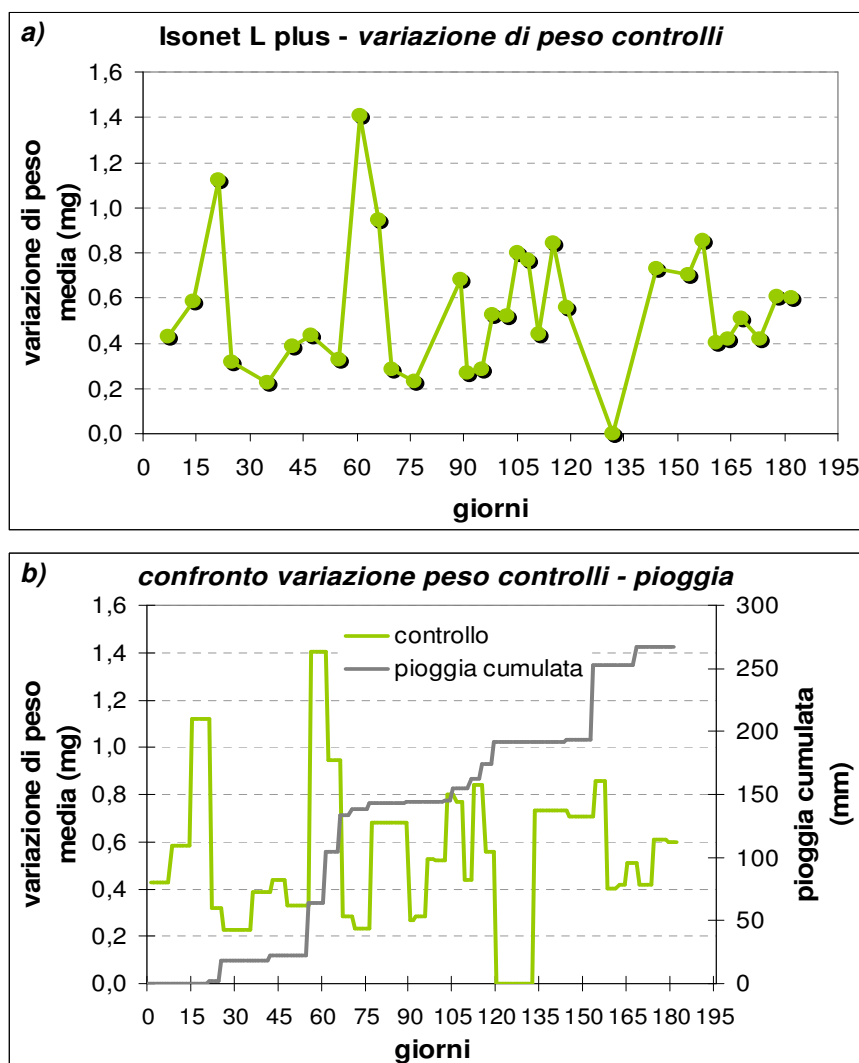 a)
Isonet L plus - variazione di peso controlli
variazione di peso
media (mg)
1,6
1,4
1,2
1,0
0,8
0,6
0,4
0,2
0,0
0 15 30 45 60 75 90 105 120 135 150 165 180 195
giorni
b)
confronto variazione peso controlli - pioggia
variazione di peso
media (mg)
1,6
1,4
1,2
1,0
0,8
0,6
0,4
0,2
0,0
controllo
pioggia cumulata
300
250
200
150
100
50
0
pioggia cumulata
(mm)
0 15 30 45 60 75 90 105 120 135 150 165 180 195
giorni